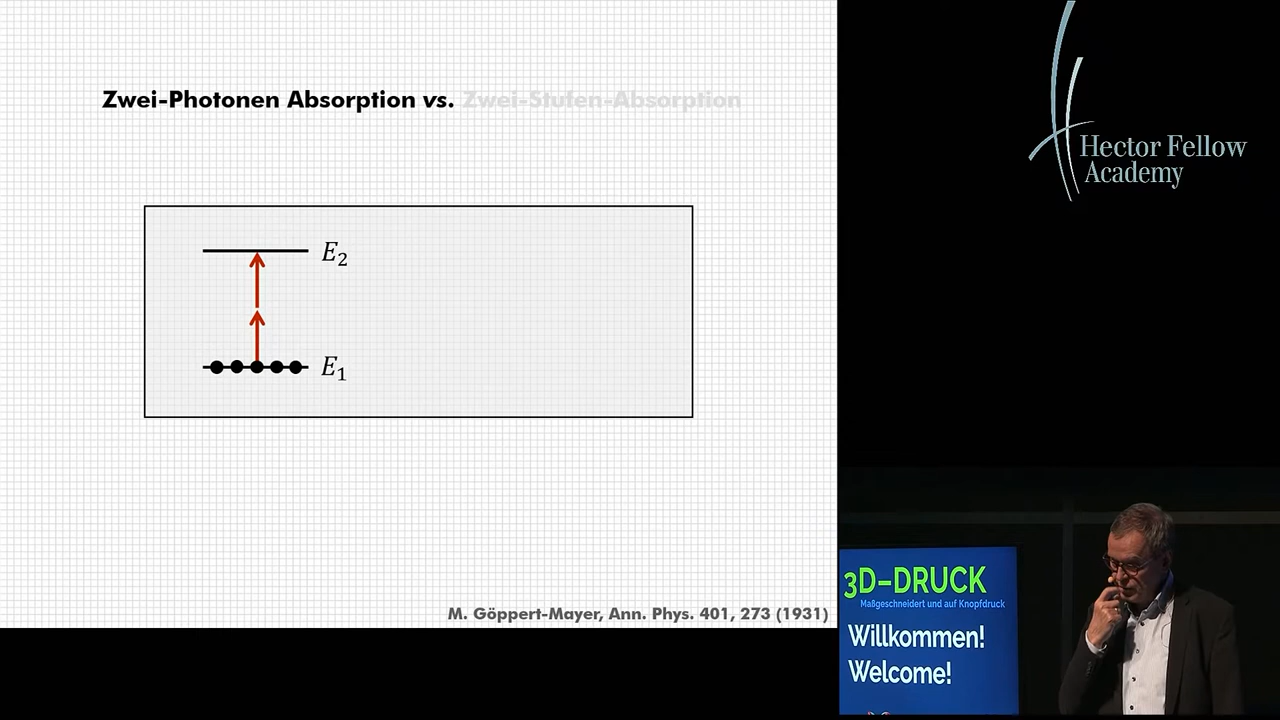 Zwei-Photonen Absorption vs. Zwei-Stufen-Absorption
E₂
E₁
M. Göppert-Mayer, Ann. Phys. 401, 273 (1931)
Hector Fellow
Academy
3D-DRUCK
Maßgeschneidert und auf Knopfdruck
Willkommen!
Welcome!